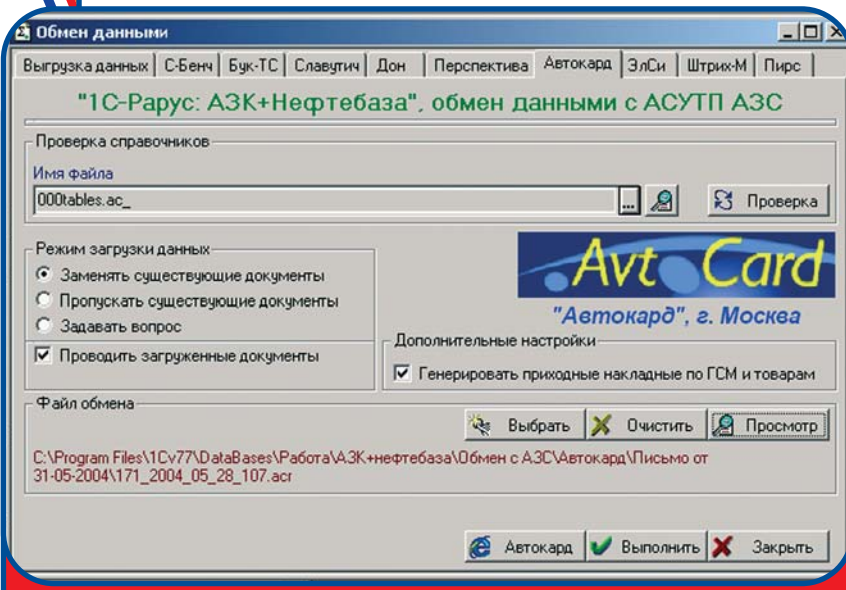 Обмен данными
Выгрузка данных С-Бенч Бук-ТС Славутич Дон Перспектива Автокард ЭлСи Штрих-М Пирс
"1С-Рарус: АЗК+Нефтебаза", обмен данными с АСУТП АЗС
Проверка справочников
Имя файла
000tables.ac_
... Проверка
Режим загрузки данных
Заменять существующие документы
Пропускать существующие документы
Задавать вопрос
Проводить загруженные документы
Avto Card
"Автокард", г. Москва
Дополнительные настройки
Генерировать приходные накладные по ГСМ и товарам
Файл обмена
Выбрать Очистить Просмотр
C:\Program Files\1Cv77\DataBases\Работа\АЗК+нефтебаза\Обмен с АЗС\Автокард\Письмо от
31-05-2004\171_2004_05_28_107.acr
Автокард Выполнить Закрыть